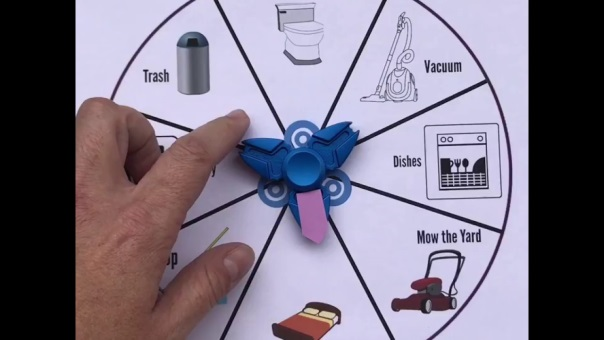 Trash
Vacuum
Dishes
Mow the Yard